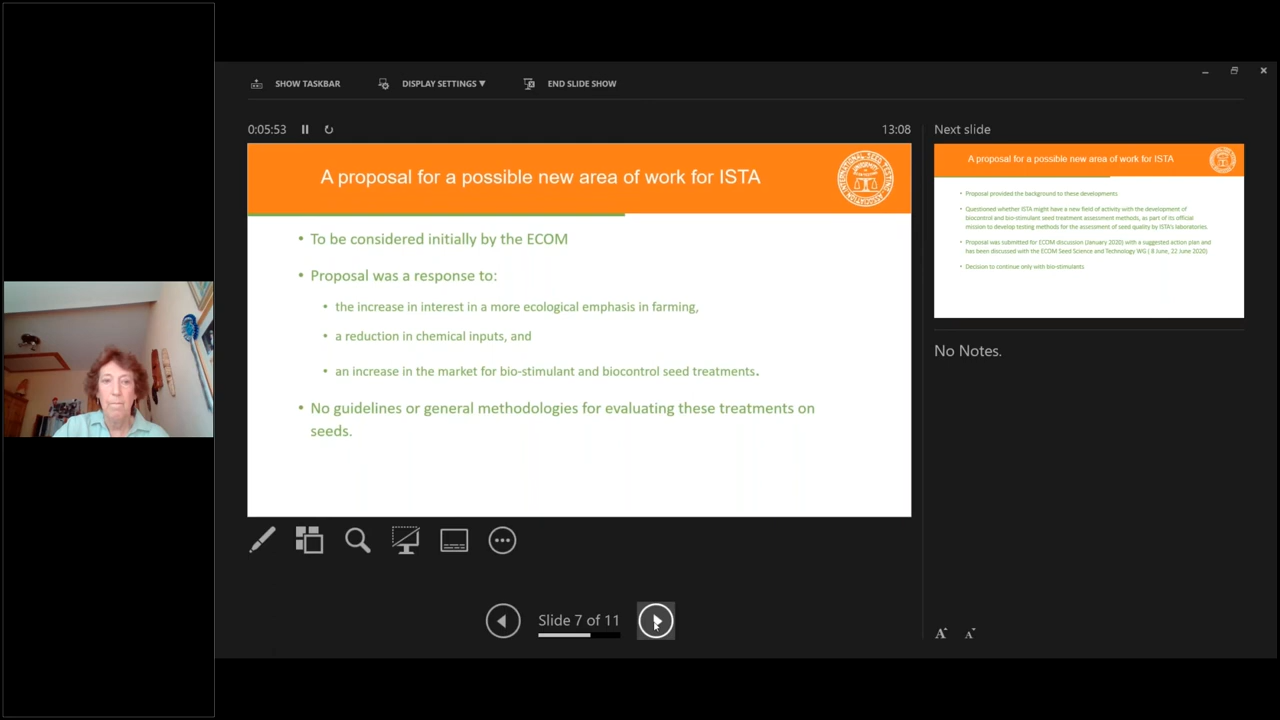 SHOW TASKBAR
DISPLAY SETTINGS ▼
END SLIDE SHOW
0:05:53
13:08
A proposal for a possible new area of work for ISTA
INTERNATIONAL SEED TESTING ASSOCIATION
• To be considered initially by the ECOM
• Proposal was a response to:
• the increase in interest in a more ecological emphasis in farming,
• a reduction in chemical inputs, and
• an increase in the market for bio-stimulant and biocontrol seed treatments.
• No guidelines or general methodologies for evaluating these treatments on
seeds.
Slide 7 of 11
Next slide
A proposal for a possible new area of work for ISTA
• Proposal provided the background to these developments
• Questioned whether ISTA might have a new field of activity with the development of
biocontrol and bio-stimulant seed treatment assessment methods, as part of its official
mission to develop testing methods for the assessment of seed quality by ISTA's laboratories.
• Proposal was submitted for ECOM discussion (January 2020) with a suggested action plan and
has been discussed with the ECOM Seed Science and Technology WG ( 8 June, 22 June 2020)
• Decision to continue only with bio-stimulants
No Notes.
A A